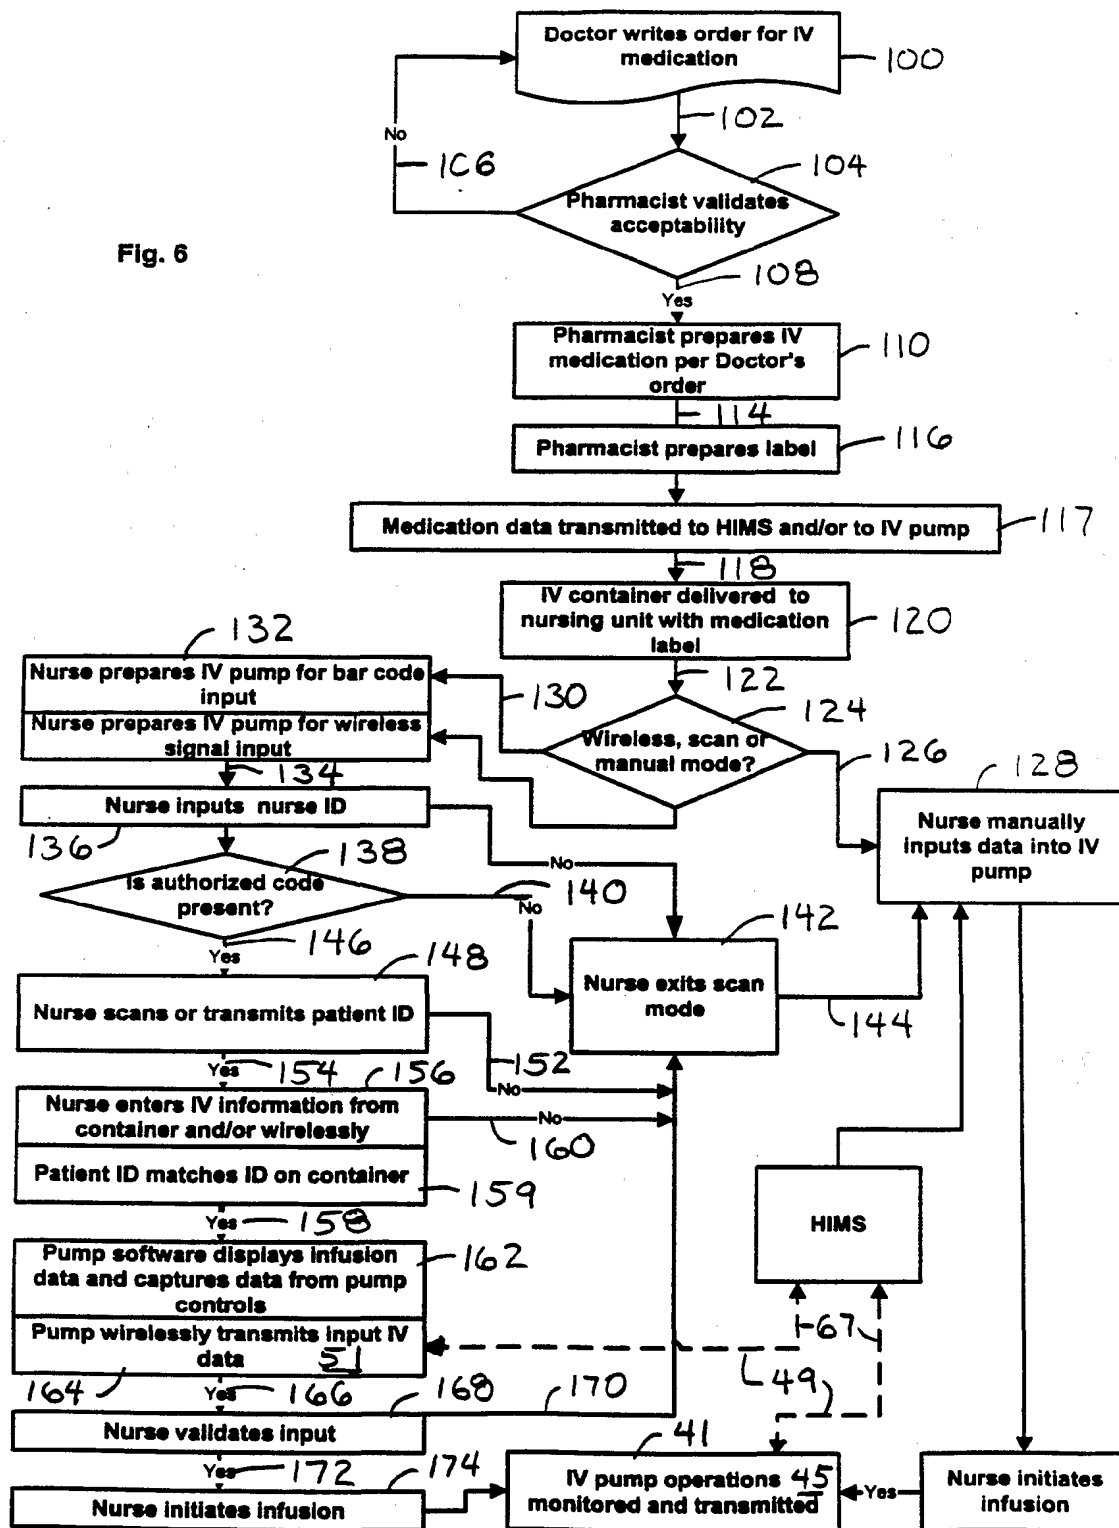 Doctor writes order for IV
medication
100
102
No
1C6
104
Pharmacist validates
acceptability
Fig. 6
108
Yes
Pharmacist prepares IV
medication per Doctor's
order
110
114
Pharmacist prepares label
116
Medication data transmitted to HIMS and/or to IV pump
117
118
IV container delivered to
nursing unit with medication
label
120
132
Nurse prepares IV pump for bar code
input
Nurse prepares IV pump for wireless
signal input
130
122
124
Wireless, scan or
manual mode?
126
128
Nurse manually
inputs data into IV
pump
134
Nurse inputs nurse ID
136
138
Is authorized code
present?
No
140
No
142
Nurse exits scan
mode
144
146
Yes
148
Nurse scans or transmits patient ID
152
No
Yes
154
156
Nurse enters IV information from
container and/or wirelessly
No
160
Patient ID matches ID on container
159
Yes
158
HIMS
Pump software displays infusion
data and captures data from pump
controls
162
Pump wirelessly transmits input IV
data
51
67
49
164
Yes
166
168
170
Nurse validates input
Yes
172
174
Nurse initiates infusion
41
IV pump operations 45
monitored and transmitted
Yes
Nurse initiates
infusion